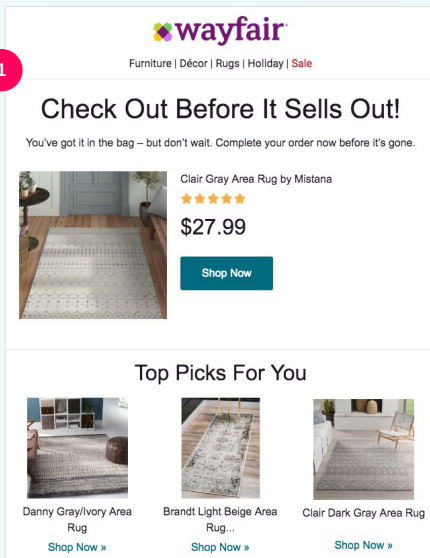 wayfair
Furniture | Décor | Rugs | Holiday | Sale
1
Check Out Before It Sells Out!
You've got it in the bag – but don't wait. Complete your order now before it's gone.
Clair Gray Area Rug by Mistana
$27.99
Shop Now
Top Picks For You
Danny Gray/Ivory Area
Rug
Shop Now »
Brandt Light Beige Area
Rug...
Shop Now »
Clair Dark Gray Area Rug
Shop Now »